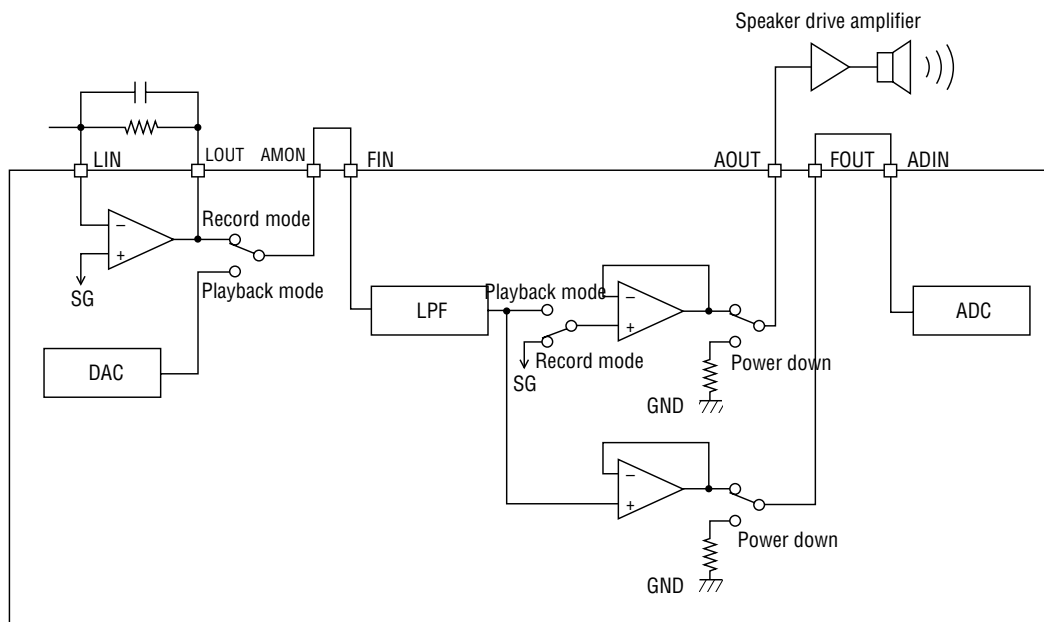 Speaker drive amplifier
LIN
LOUT
AMON
FIN
AOUT
FOUT
ADIN
Record mode
Playback mode
SG
DAC
LPF
Playback mode
Record mode
SG
Power down
GND
ADC
Power down
GND
−
+
−
+
−
+